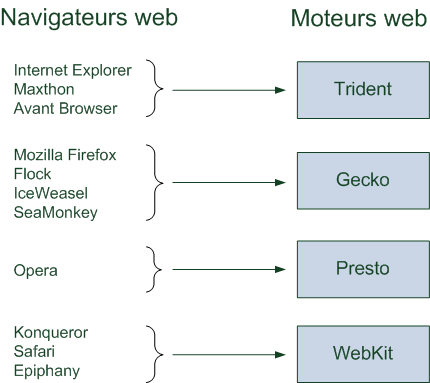 Navigateurs web
Moteurs web
Internet Explorer
Maxthon
Avant Browser
Trident
Mozilla Firefox
Flock
IceWeasel
SeaMonkey
Gecko
Opera
Presto
Konqueror
Safari
Epiphany
WebKit